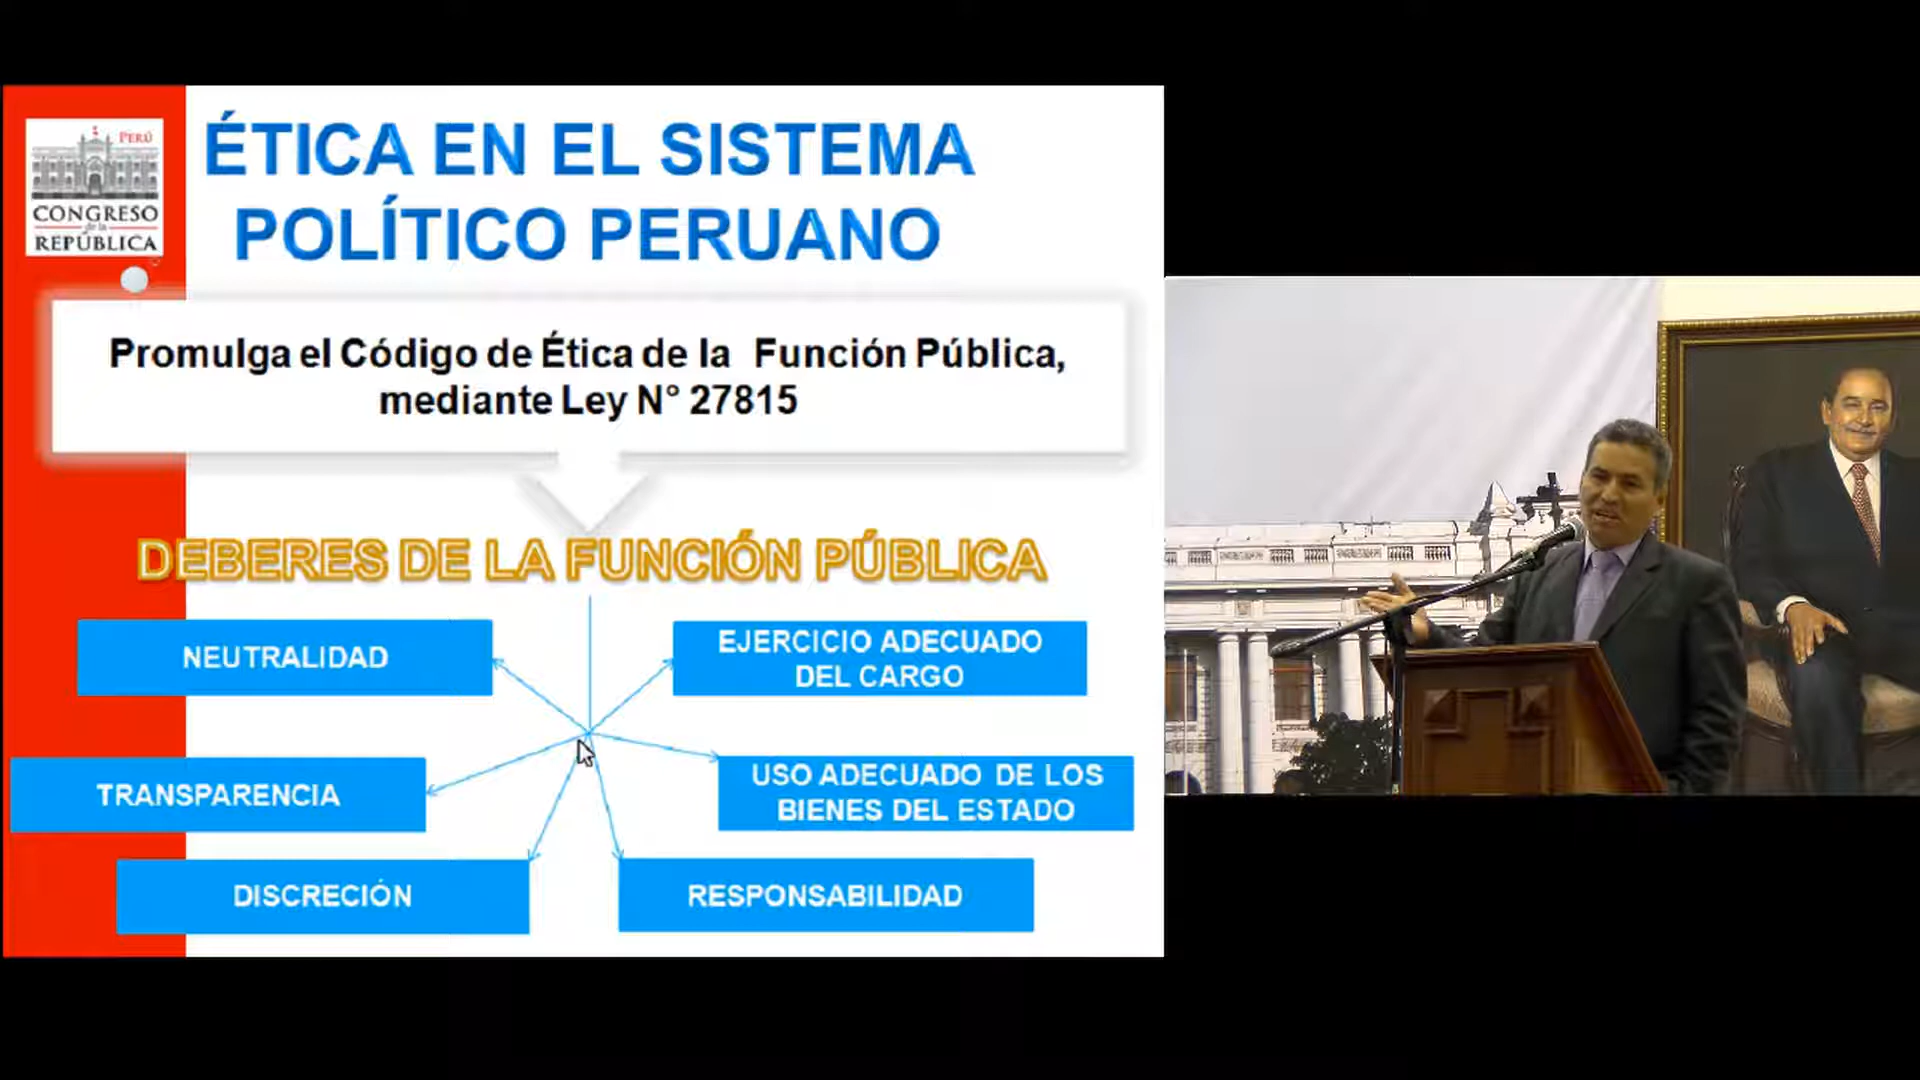 PERÚ
CONGRESO
de la
REPÚBLICA
ÉTICA EN EL SISTEMA
POLÍTICO PERUANO
Promulga el Código de Ética de la Función Pública,
mediante Ley N° 27815
DEBERES DE LA FUNCIÓN PÚBLICA
NEUTRALIDAD
EJERCICIO ADECUADO
DEL CARGO
TRANSPARENCIA
USO ADECUADO DE LOS
BIENES DEL ESTADO
DISCRECIÓN
RESPONSABILIDAD